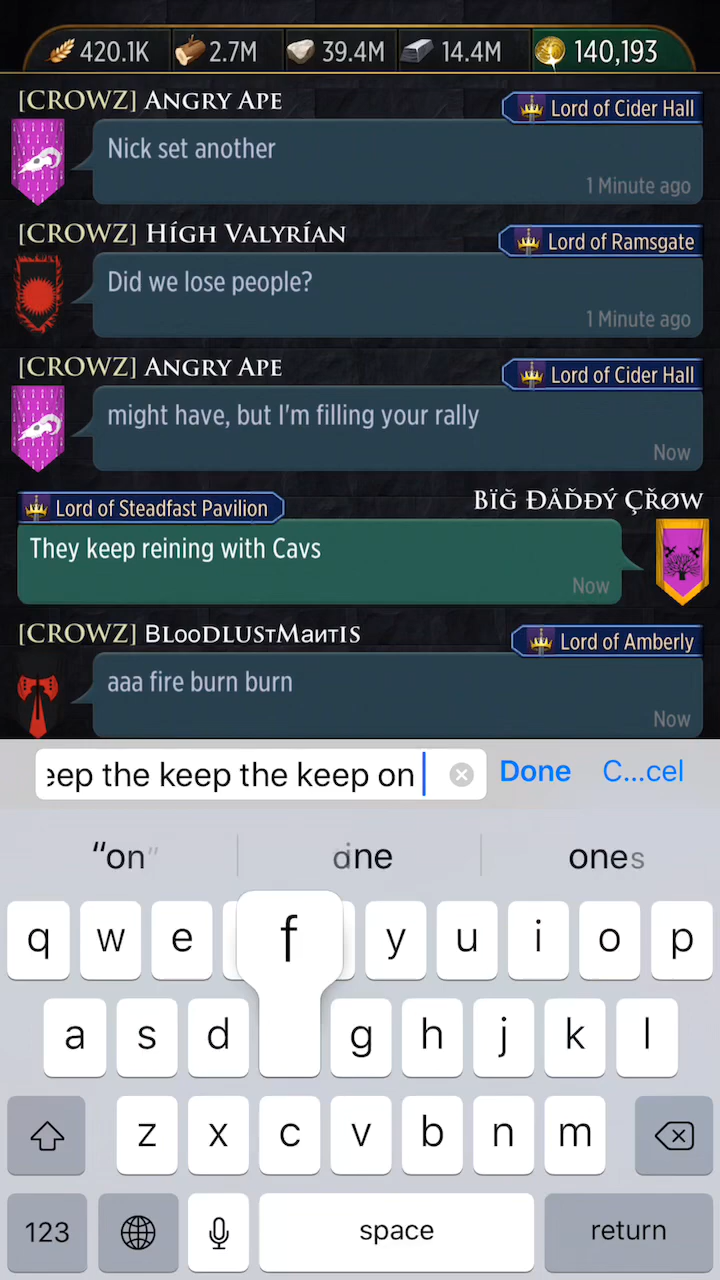 420.1K 2.7M 39.4M 14.4M 140,193
[CROWZ] ANGRY APE
Lord of Cider Hall
Nick set another
1 Minute ago
[CROWZ] HÍGH VALYRÍAN
Lord of Ramsgate
Did we lose people?
1 Minute ago
[CROWZ] ANGRY APE
Lord of Cider Hall
might have, but I'm filling your rally
Now
Lord of Steadfast Pavilion
BÏĞ ĐÅĎĐÝ ÇŘØW
They keep reining with Cavs
Now
[CROWZ] BLooDLUSTMaитIS
Lord of Amberly
aaa fire burn burn
Now
eep the keep the keep on
Done C...cel
“on” one ones
q w e f y u i o p
a s d g h j k l
z x c v b n m
123 space return